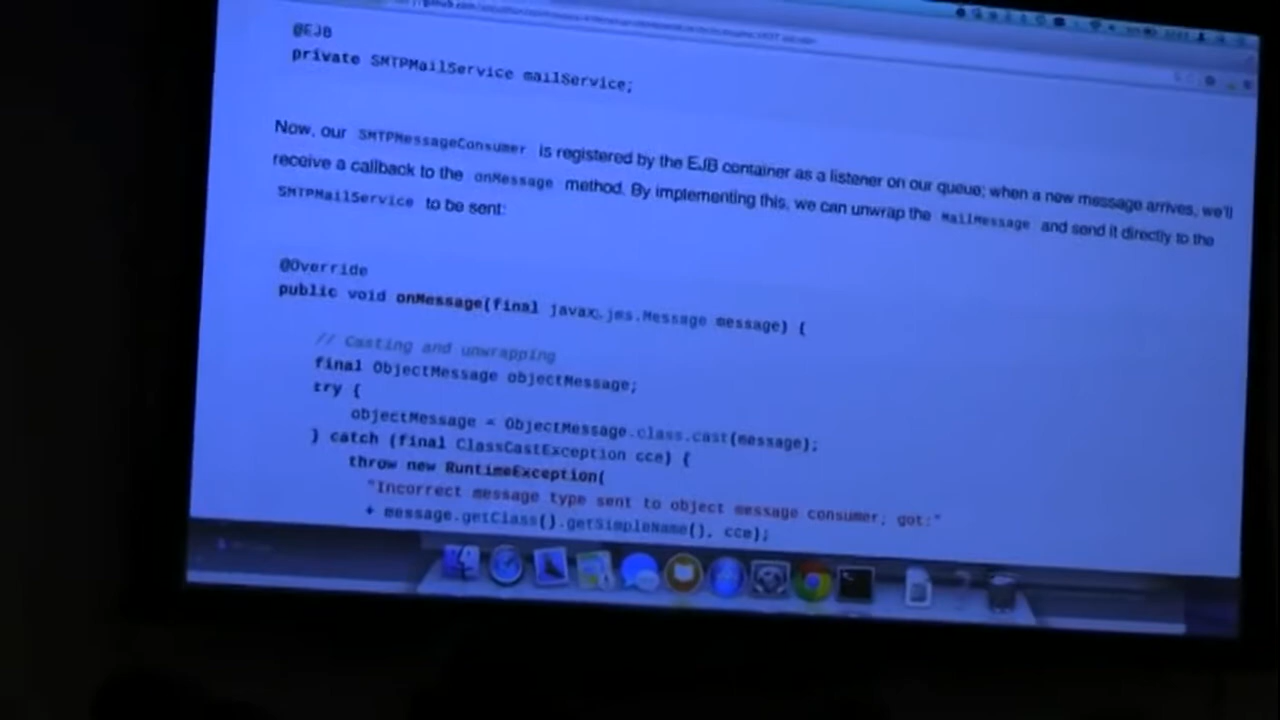 @EJB
private SMTPMailService mailService;
Now, our SMTPMessageConsumer is registered by the EJB container as a listener on our queue; when a new message arrives, we'll
receive a callback to the onMessage method. By implementing this, we can unwrap the MailMessage and send it directly to the
SMTPMailService to be sent:
@Override
public void onMessage(final javax.jms.Message message) {
// Casting and unwrapping
final ObjectMessage objectMessage;
try {
objectMessage = ObjectMessage.class.cast(message);
} catch (final ClassCastException cce) {
throw new RuntimeException(
"Incorrect message type sent to object message consumer; got:"
+ message.getClass().getSimpleName(), cce);